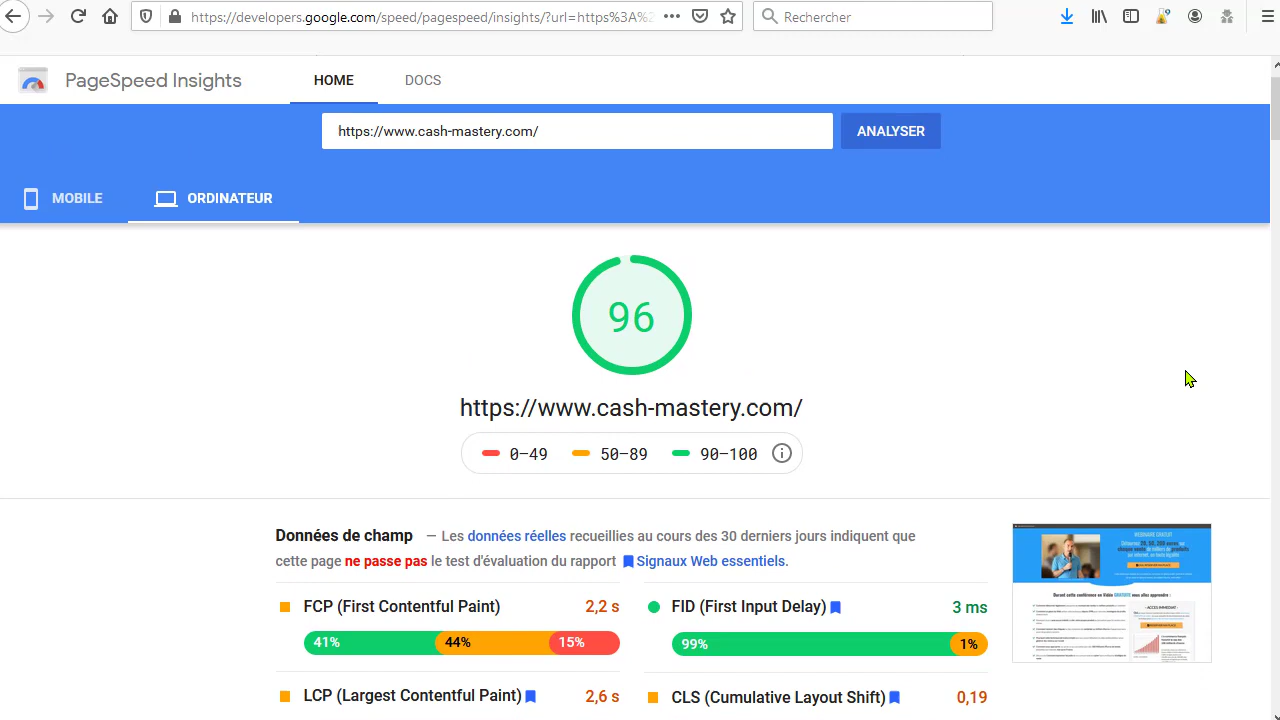 https://developers.google.com/speed/pagespeed/insights/?url=https%3A%2
Rechercher
PageSpeed Insights
HOME
DOCS
https://www.cash-mastery.com/
ANALYSER
MOBILE
ORDINATEUR
96
https://www.cash-mastery.com/
0–49
50–89
90–100
Données de champ — Les données réelles recueillies au cours des 30 derniers jours indiquent que
cette page ne passe pas le test d'évaluation du rapport Signaux Web essentiels.
FCP (First Content Paint)
2,2 s
41%
44%
15%
FID (First Input Delay)
3 ms
99%
1%
LCP (Largest Contentful Paint)
2,6 s
CLS (Cumulative Layout Shift)
0,19
WEBINAIRE GRATUIT